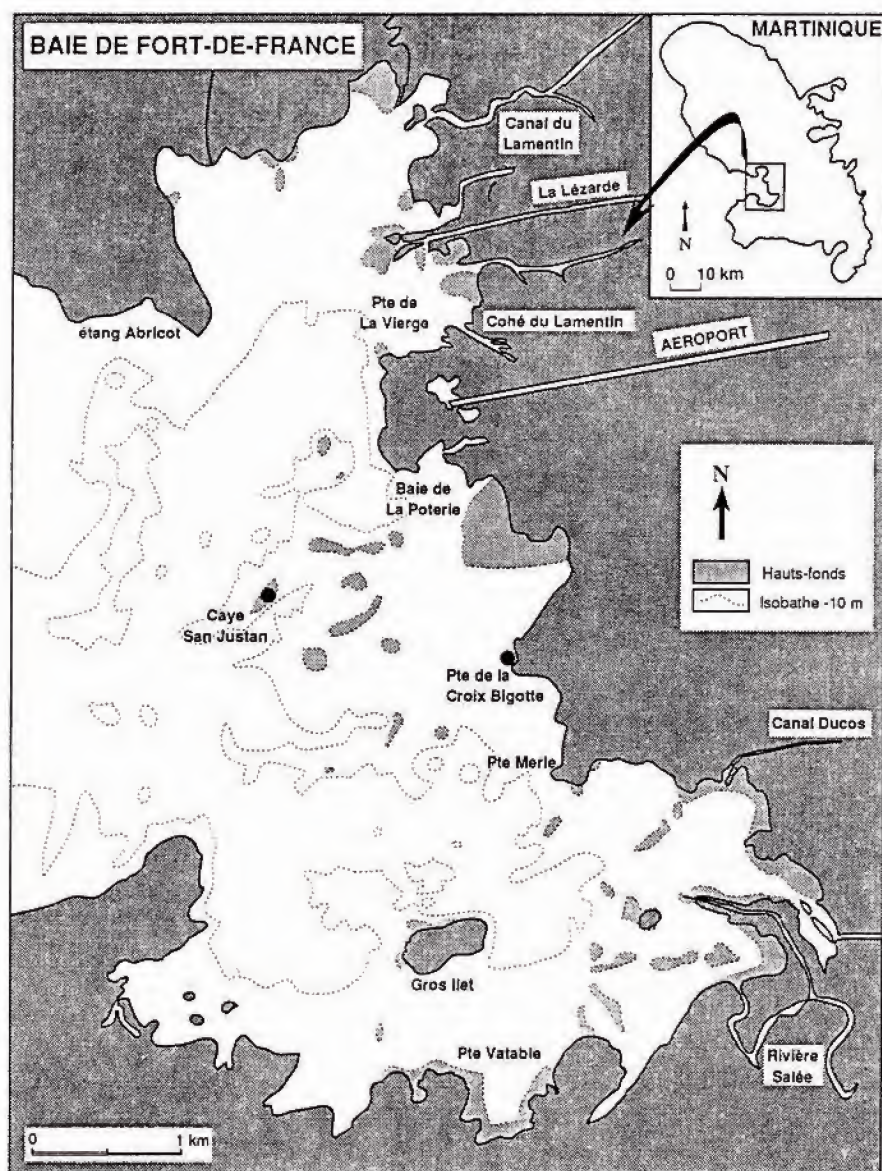 BAIE DE FORT-DE-FRANCE
MARTINIQUE
Canal du
Lamentin
La Lézarde
N
0 10 km
étang Abricot
Pte de
La Vierge
Cohé du Lamentin
AEROPORT
Baie de
La Poterie
N
Hauts-fonds
Isobathe -10 m
Caye
San Justan
Pte de la
Croix Bigotte
Canal Ducos
Pte Merle
Gros Ilet
Pte Vatable
Rivière
Salée
0 1 km